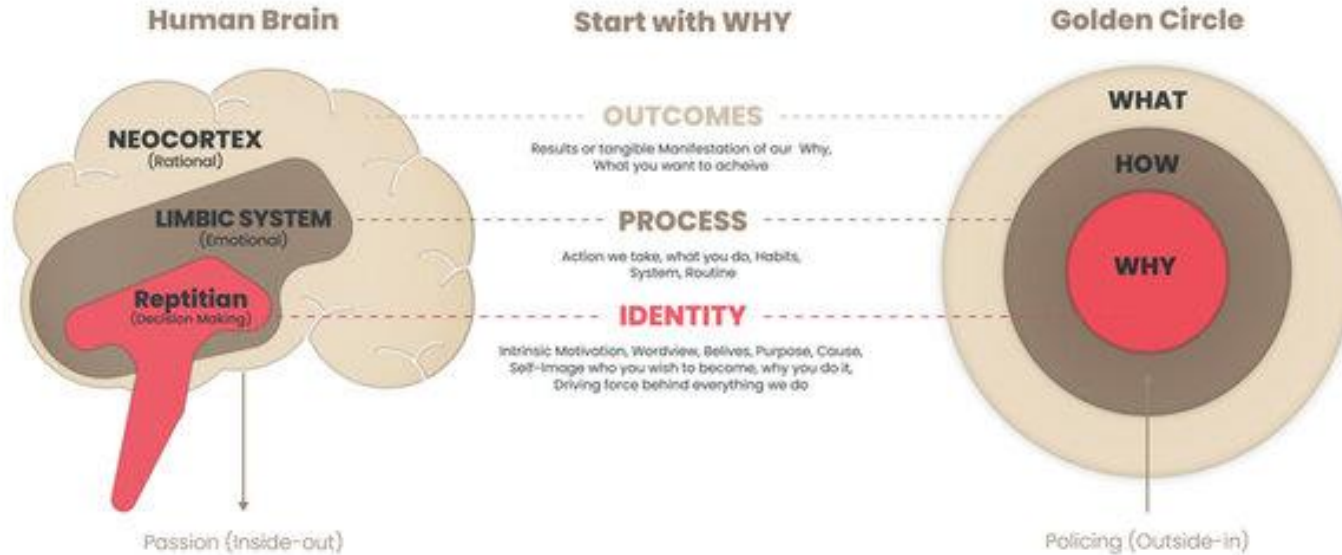 Human Brain
Start with WHY
Golden Circle
NEOCORTEX
(Rational)
LIMBIC SYSTEM
(Emotional)
Reptitian
(Decision Making)
OUTCOMES
Results or tangible Manifestation of our Why,
What you want to acheive
PROCESS
Action we take, what you do, Habits,
System, Routine
IDENTITY
Intrinsic Motivation, Wordview, Belives, Purpose, Cause,
Self-Image who you wish to become, why you do it,
Driving force behind everything we do
WHAT
HOW
WHY
Passion (Inside-out)
Policing (Outside-in)